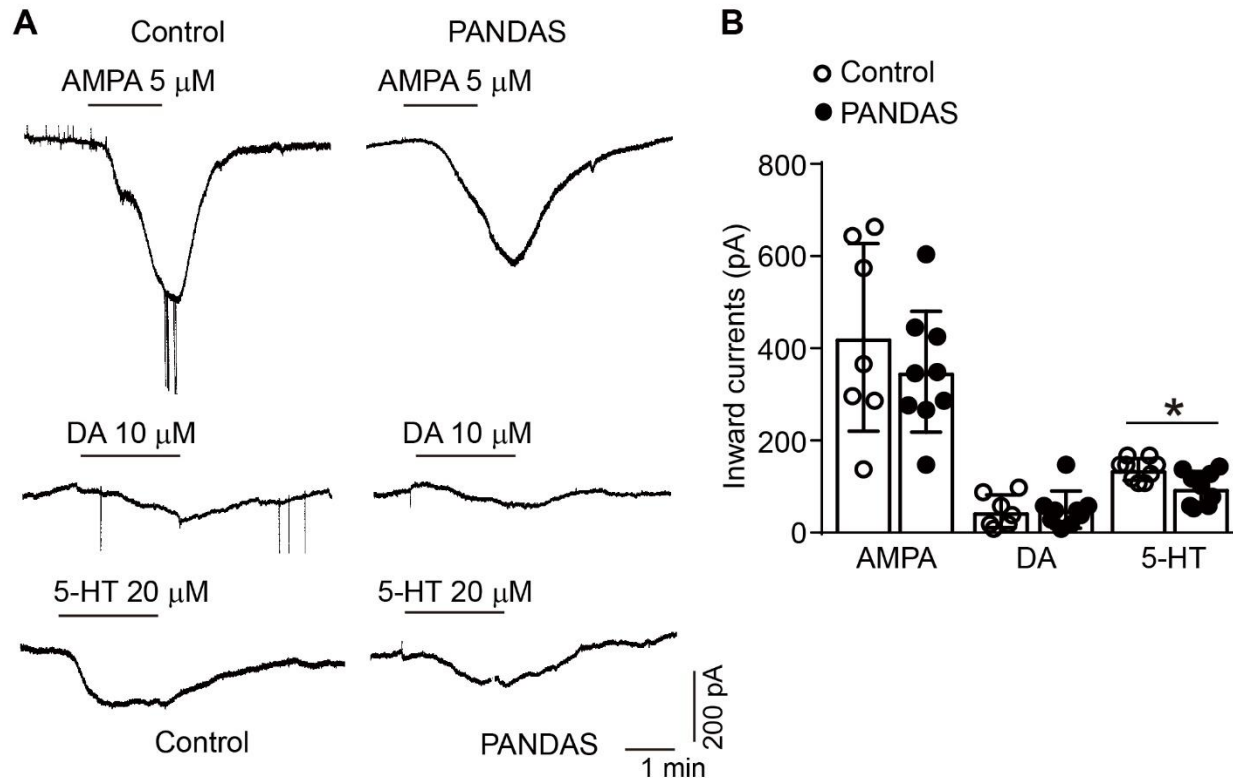 A
Control
PANDAS
AMPA 5 μM
AMPA 5 μM
DA 10 μM
DA 10 μM
5-HT 20 μM
5-HT 20 μM
Control
PANDAS
200 pA
1 min
B
Control
PANDAS
Inward currents (pA)
800
600
400
200
0
*
AMPA
DA
5-HT